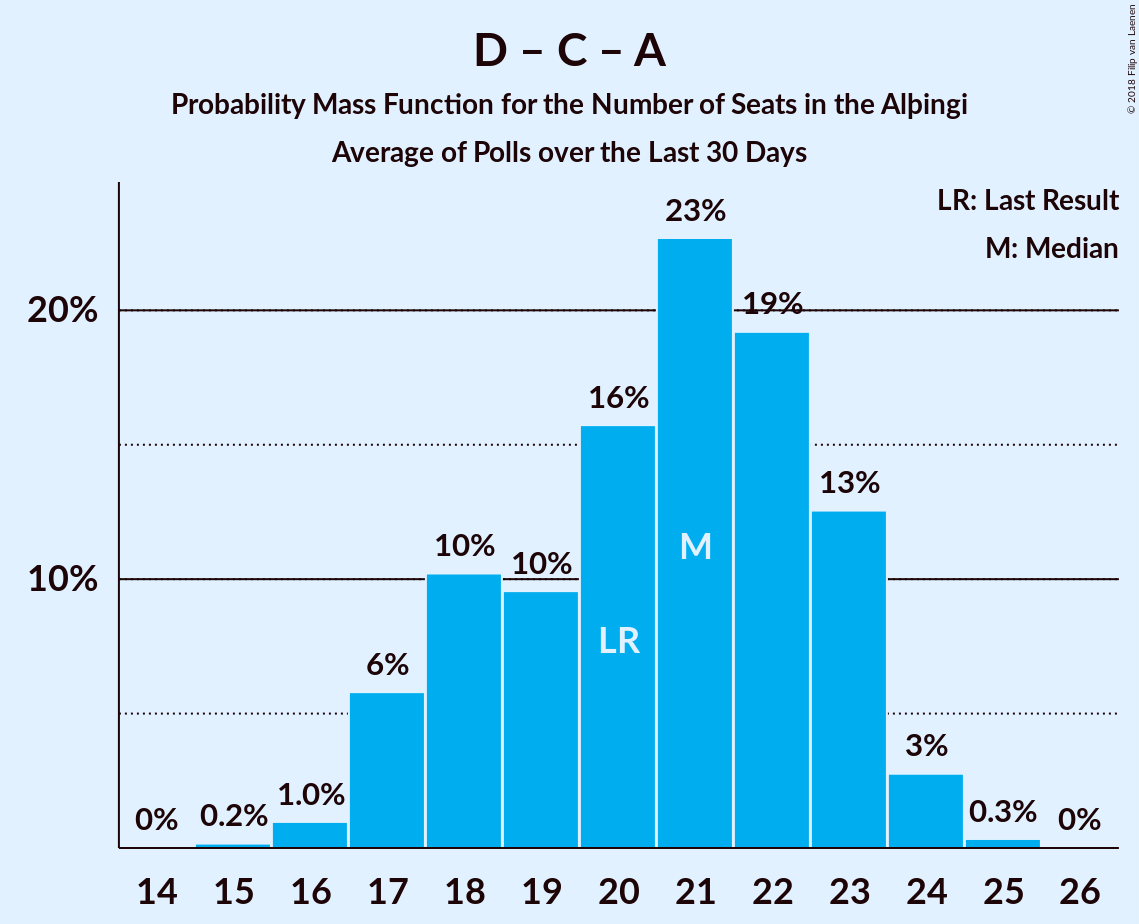 D – C – A
Probability Mass Function for the Number of Seats in the Alþingi
Average of Polls over the Last 30 Days
© 2018 Filip van Laenen
LR: Last Result
M: Median
23%
20%
19%
16%
13%
10%
10%
10%
M
LR
6%
3%
1.0%
0%
0.2%
0.3%
0%
14 15 16 17 18 19 20 21 22 23 24 25 26